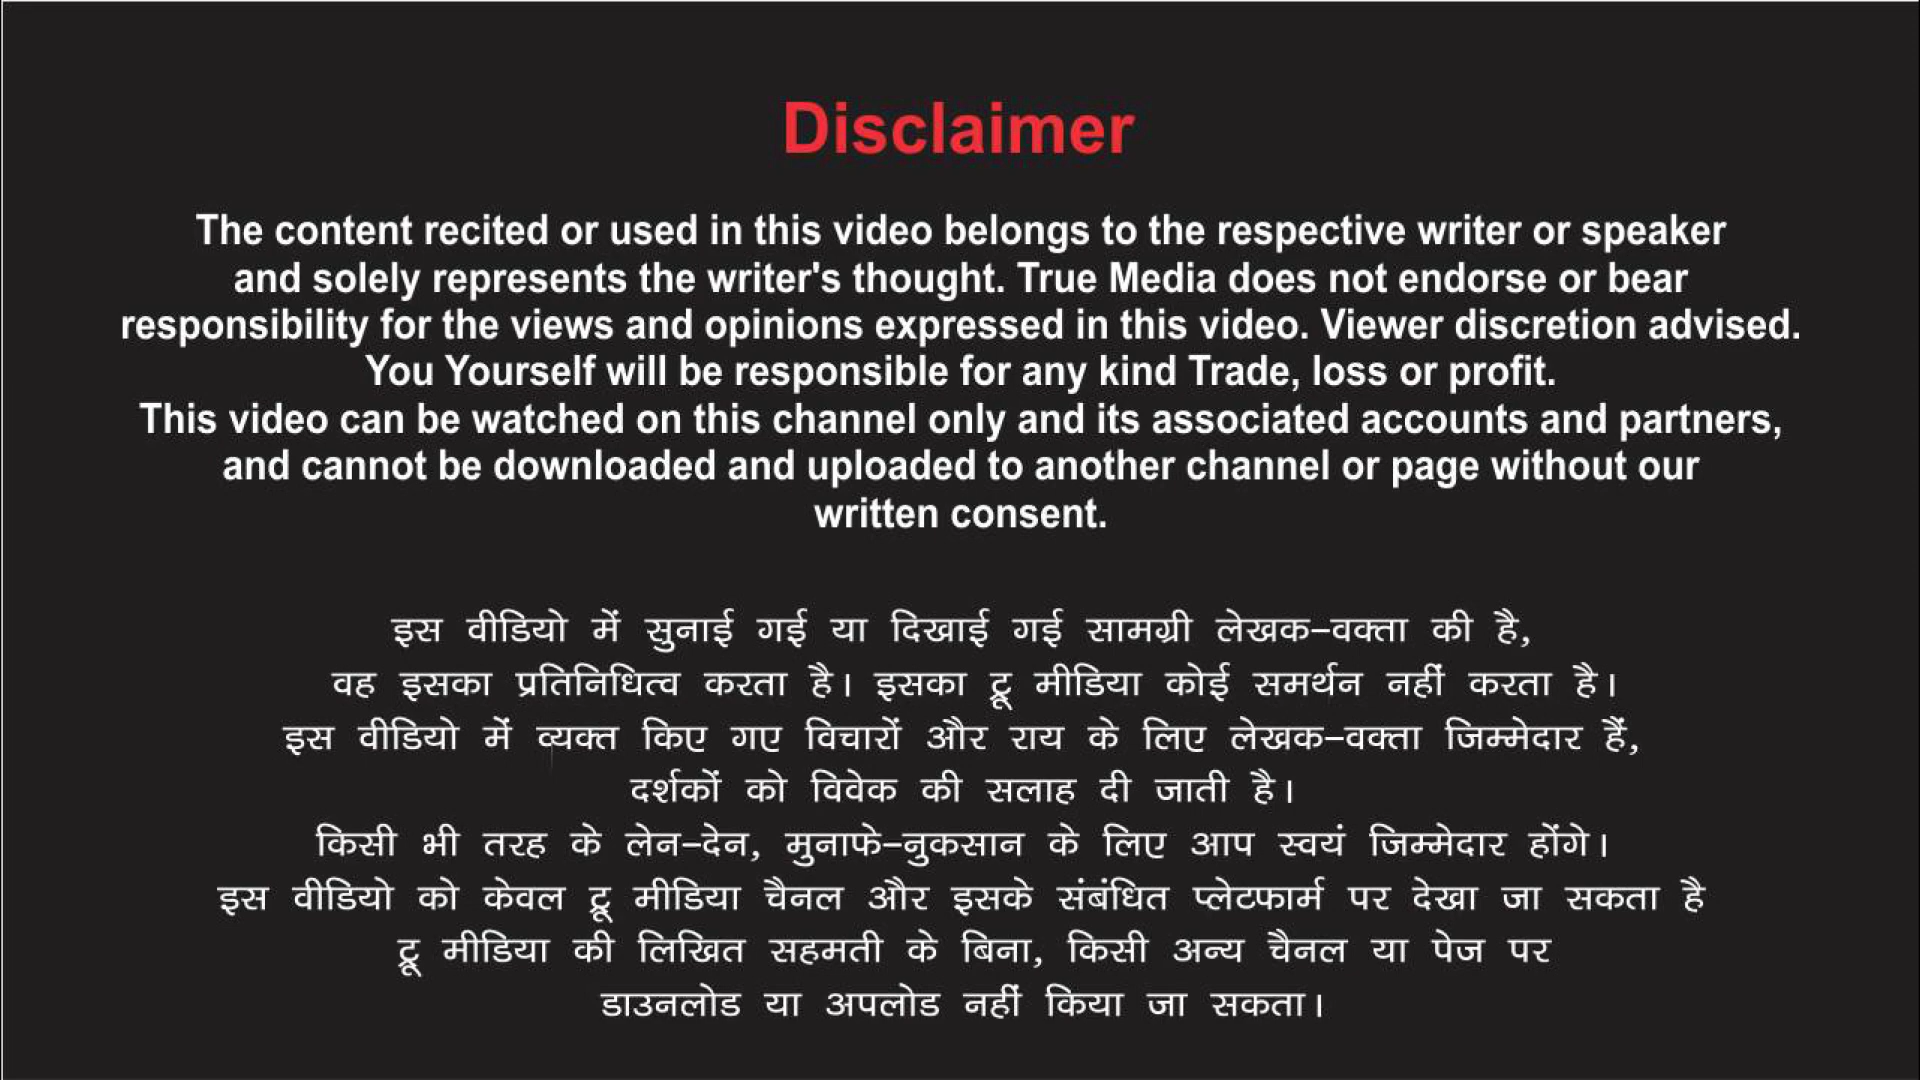 Disclaimer
The content recited or used in this video belongs to the respective writer or speaker
and solely represents the writer's thought. True Media does not endorse or bear
responsibility for the views and opinions expressed in this video. Viewer discretion advised.
You Yourself will be responsible for any kind Trade, loss or profit.
This video can be watched on this channel only and its associated accounts and partners,
and cannot be downloaded and uploaded to another channel or page without our
written consent.
इस वीडियो में सुनाई गई या दिखाई गई सामग्री लेखक–वक्ता की है,
वह इसका प्रतिनिधित्व करता है। इसका ट्रू मीडिया कोई समर्थन नहीं करता है।
इस वीडियो में व्यक्त किए गए विचारों और राय के लिए लेखक–वक्ता जिम्मेदार हैं,
दर्शकों को विवेक की सलाह दी जाती है।
किसी भी तरह के लेन–देन, मुनाफे–नुकसान के लिए आप स्वयं जिम्मेदार होंगे।
इस वीडियो को केवल ट्रू मीडिया चैनल और इसके संबंधित प्लेटफार्म पर देखा जा सकता है
ट्रू मीडिया की लिखित सहमती के बिना, किसी अन्य चैनल या पेज पर
डाउनलोड या अपलोड नहीं किया जा सकता।